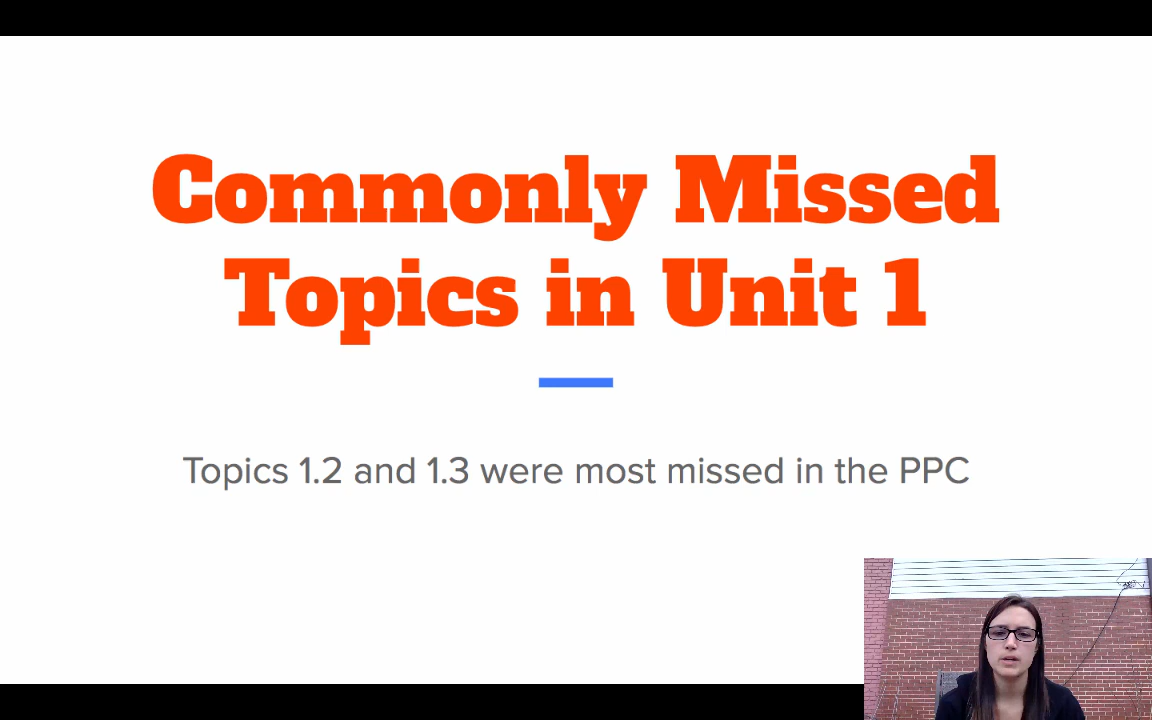 Commonly Missed
Topics in Unit 1
Topics 1.2 and 1.3 were most missed in the PPC